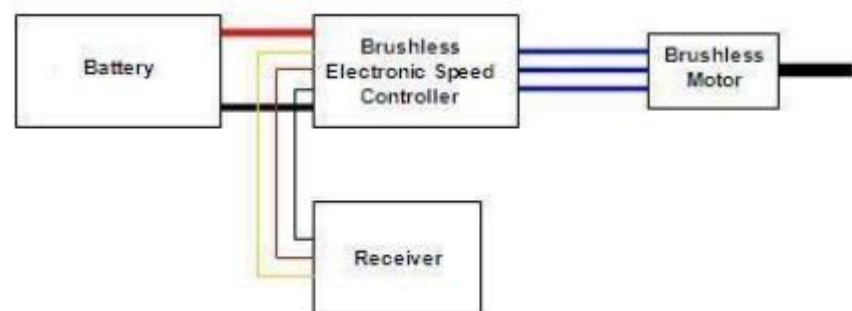 Battery
Brushless
Electronic Speed
Controller
Brushless
Motor
Receiver